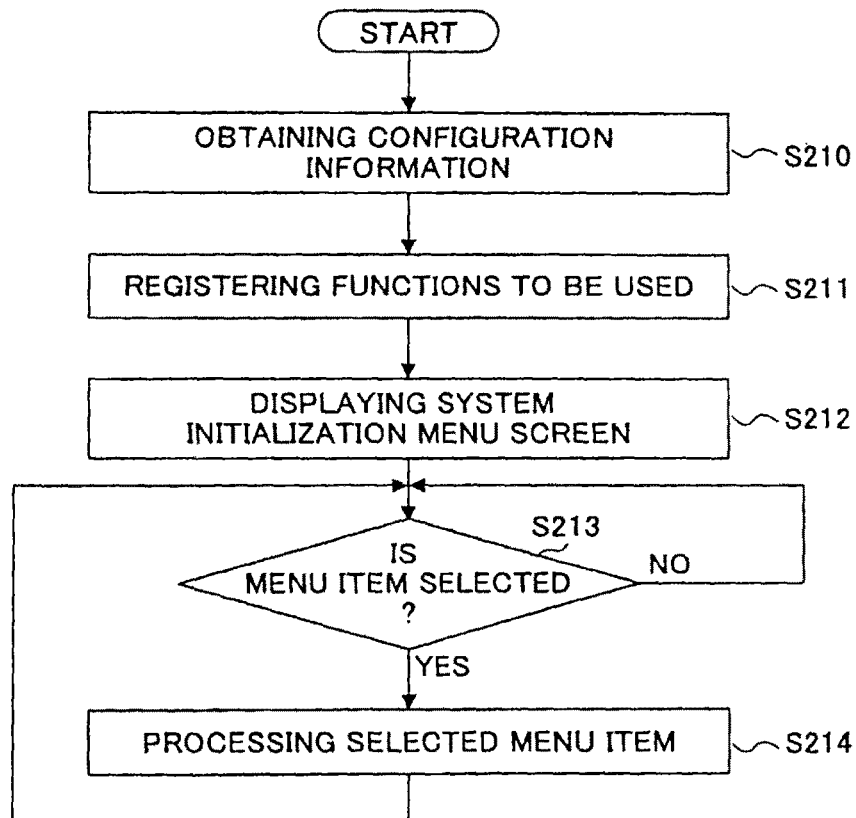 START
OBTAINING CONFIGURATION
INFORMATION
S210
REGISTERING FUNCTIONS TO BE USED
S211
DISPLAYING SYSTEM
INITIALIZATION MENU SCREEN
S212
S213
IS
MENU ITEM SELECTED
?
NO
YES
PROCESSING SELECTED MENU ITEM
S214